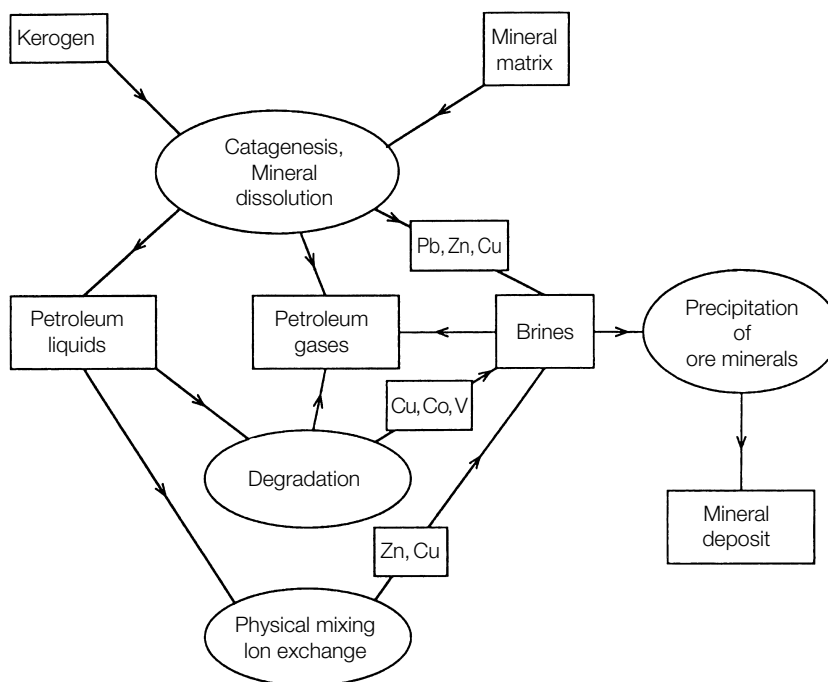 Kerogen
Mineral
matrix
Catagenesis,
Mineral
dissolution
Pb, Zn, Cu
Petroleum
liquids
Petroleum
gases
Brines
Precipitation
of
ore minerals
Cu, Co, V
Degradation
Mineral
deposit
Zn, Cu
Physical mixing
Ion exchange